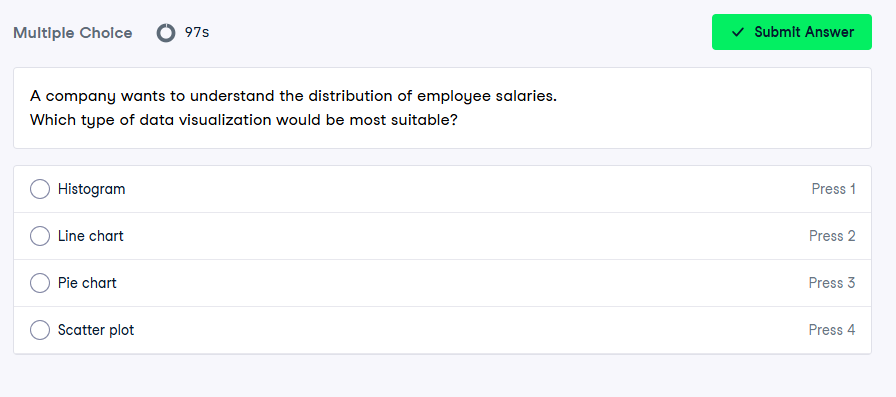 Multiple Choice 97s Submit Answer
A company wants to understand the distribution of employee salaries.
Which type of data visualization would be most suitable?
Histogram Press 1
Line chart Press 2
Pie chart Press 3
Scatter plot Press 4